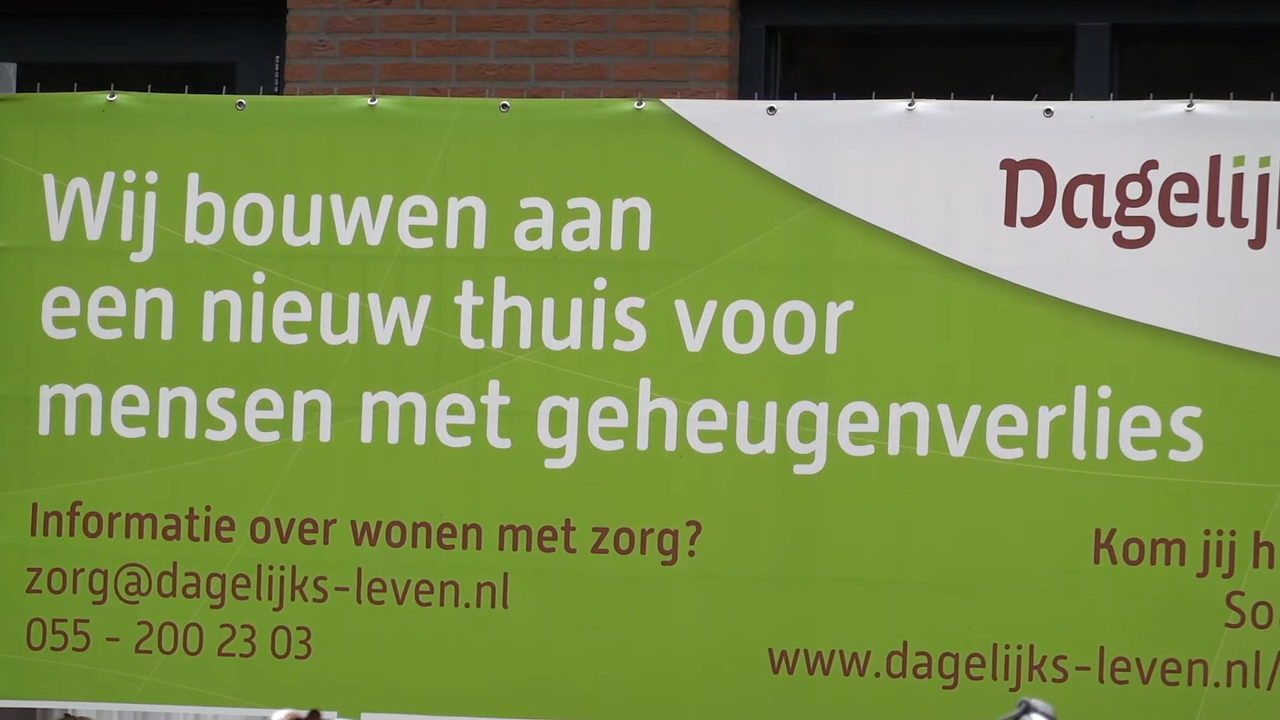 Dagelij
Wij bouwen aan
een nieuw thuis voor
mensen met geheugenverlies
Informatie over wonen met zorg?
zorg@dagelijks-leven.nl
055 - 200 23 03
Kom jij h
So
www.dagelijks-leven.nl/